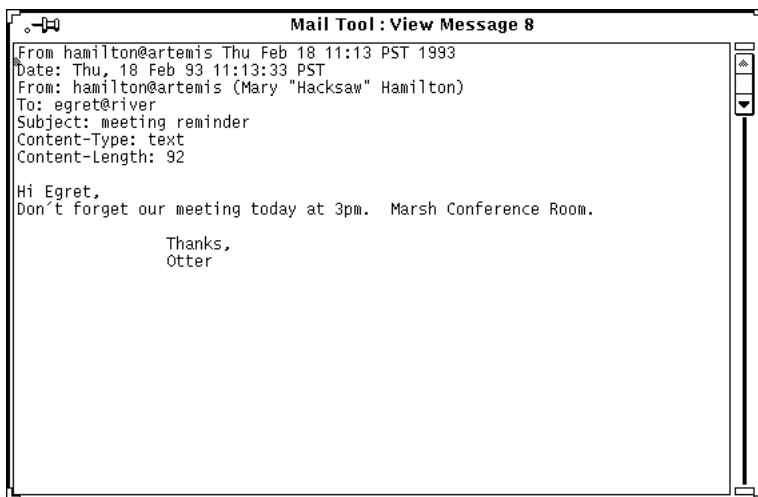 Mail Tool : View Message 8
From hamilton@artemis Thu Feb 18 11:13 PST 1993
Date: Thu, 18 Feb 93 11:13:33 PST
From: hamilton@artemis (Mary "Hacksaw" Hamilton)
To: egret@river
Subject: meeting reminder
Content-Type: text
Content-Length: 92
Hi Egret,
Don´t forget our meeting today at 3pm.  Marsh Conference Room.
Thanks,
Otter